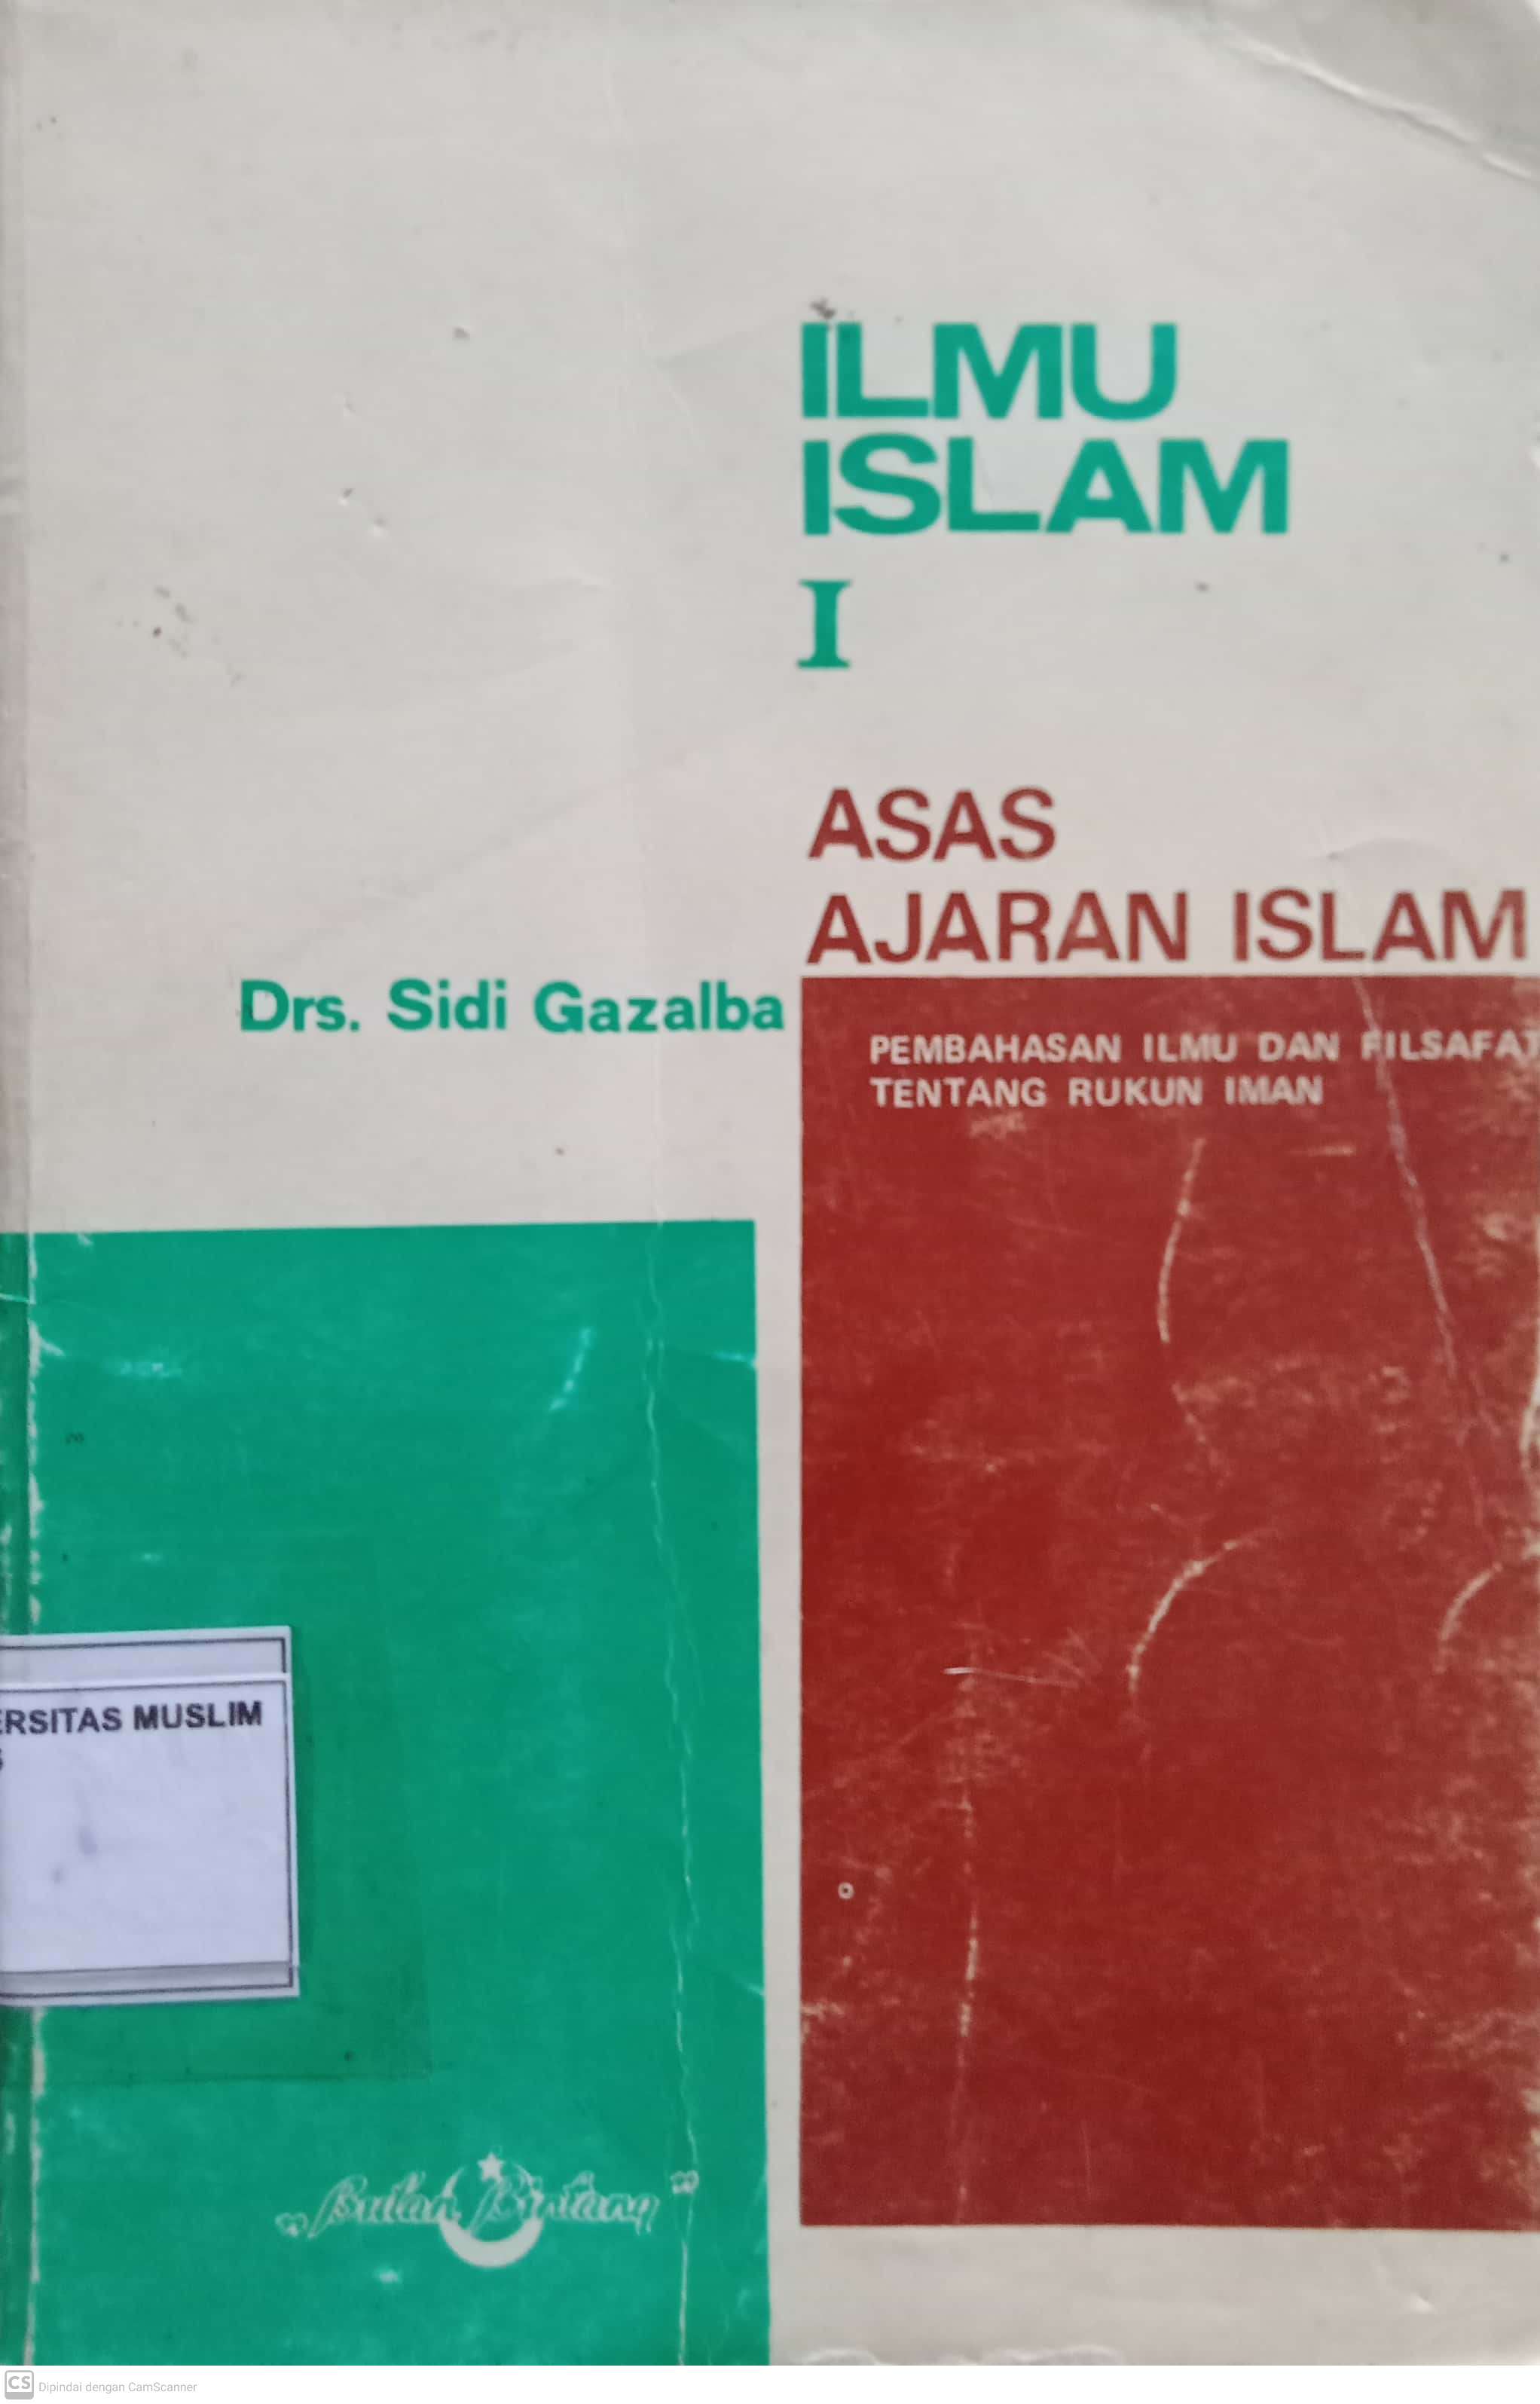 ILMU
ISLAM
I
ASAS
AJARAN ISLAM
Drs. Sidi Gazalba
PEMBAHASAN ILMU DAN FILSAFAT
TENTANG RUKUN IMAN
ERSITAS MUSLIM
S
„Bulan Bintang”
CS Dipindai dengan CamScanner